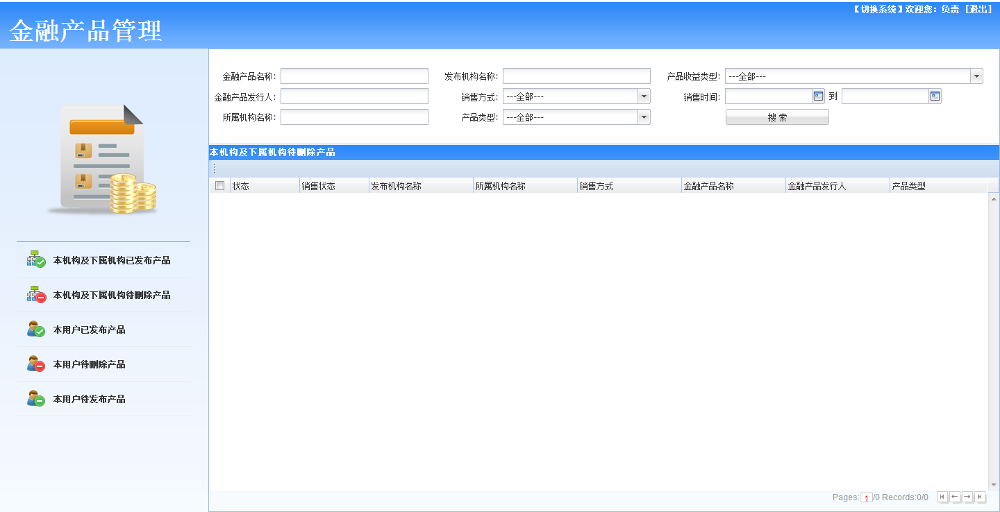 【切换系统】欢迎您：负责 [退出]
金融产品管理
金融产品名称：
发布机构名称：
产品收益类型：
---全部---
金融产品发行人：
销售方式：
---全部---
销售时间：
到
所属机构名称：
产品类型：
---全部---
搜 索
本机构及下属机构待删除产品
状态
销售状态
发布机构名称
所属机构名称
销售方式
金融产品名称
金融产品发行人
产品类型
本机构及下属机构已发布产品
本机构及下属机构待删除产品
本用户已发布产品
本用户待删除产品
本用户待发布产品
Pages:1/0 Records:0/0